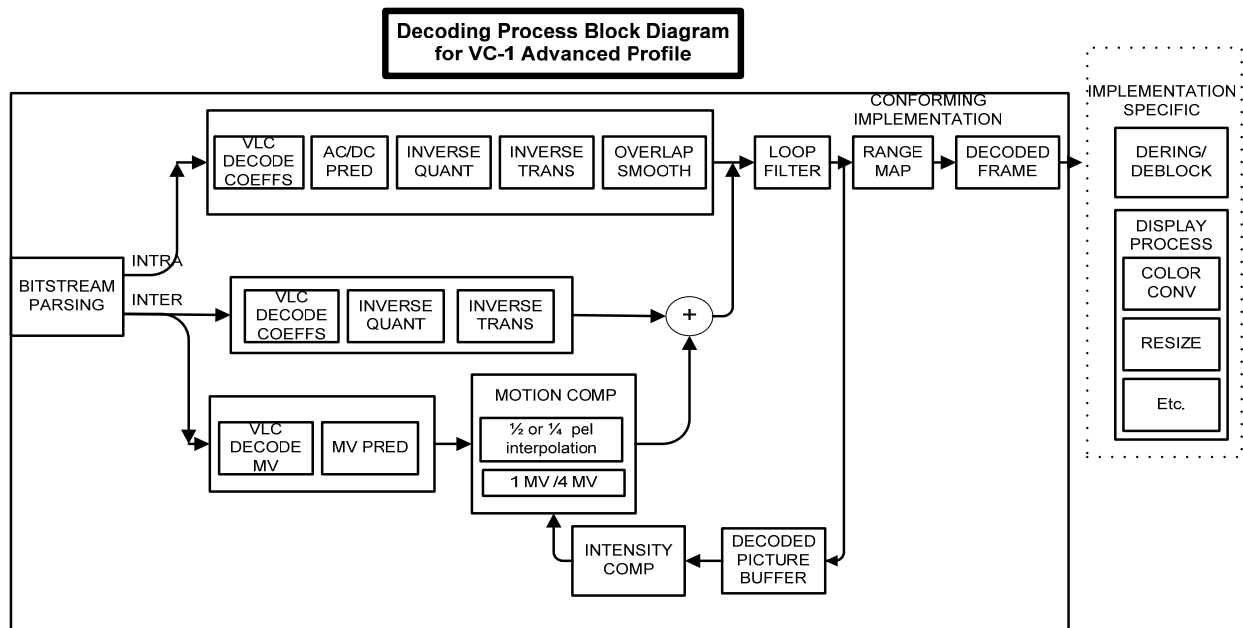 Decoding Process Block Diagram
for VC-1 Advanced Profile
IMPLEMENTATION
SPECIFIC
CONFORMING
IMPLEMENTATION
VLC
DECODE
COEFFS
AC/DC
PRED
INVERSE
QUANT
INVERSE
TRANS
OVERLAP
SMOOTH
LOOP
FILTER
RANGE
MAP
DECODED
FRAME
DERING/
DEBLOCK
DISPLAY
PROCESS
COLOR
CONV
RESIZE
Etc.
BITSTREAM
PARSING
INTRA
INTER
VLC
DECODE
COEFFS
INVERSE
QUANT
INVERSE
TRANS
+
VLC
DECODE
MV
MV PRED
MOTION COMP
½ or ¼ pel
interpolation
1 MV /4 MV
INTENSITY
COMP
DECODED
PICTURE
BUFFER